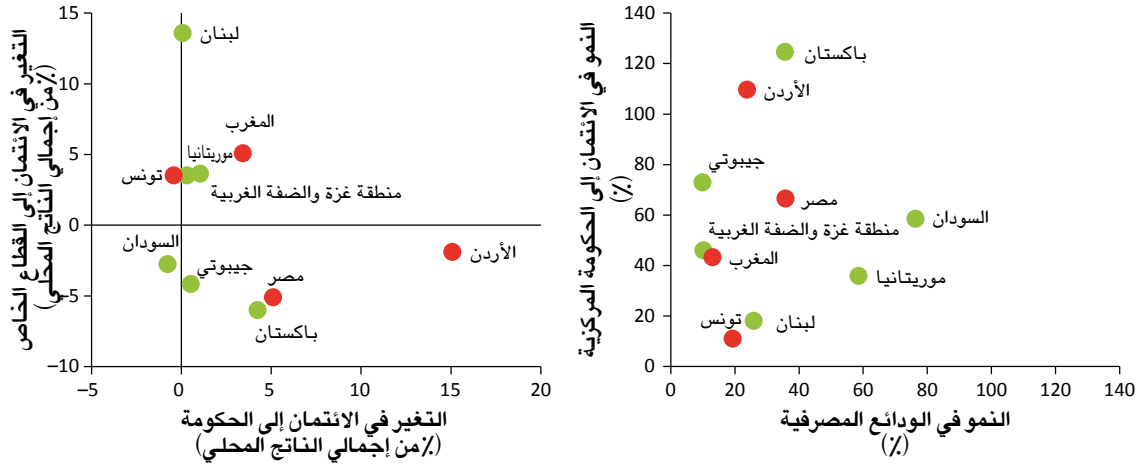 التغير في الائتمان إلى القطاع الخاص
(٪من إجمالي الناتج المحلي)
15
10
5
0
–5
–10
لبنان
المغرب
موريتانيا
تونس
منطقة غزة والضفة الغربية
السودان
جيبوتي
الأردن
مصر
باكستان
–5
0
5
10
15
20
التغير في الائتمان إلى الحكومة
(٪من إجمالي الناتج المحلي)
النمو في الائتمان إلى الحكومة المركزية
(٪)
140
120
100
80
60
40
20
0
باكستان
الأردن
جيبوتي
مصر
السودان
منطقة غزة والضفة الغربية
المغرب
موريتانيا
تونس
لبنان
0
20
40
60
80
100
120
140
النمو في الودائع المصرفية
(٪)